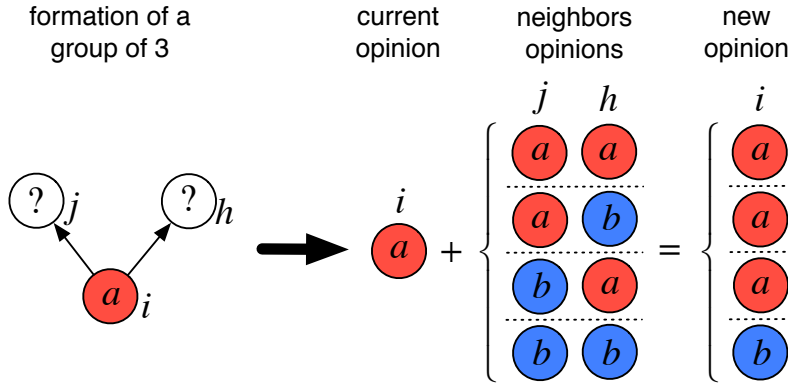 formation of a group of 3
current opinion
neighbors opinions
new opinion
j h
i
a a
a
? j
? h
i
a b
a
a
+
=
a i
b a
a
b b
b